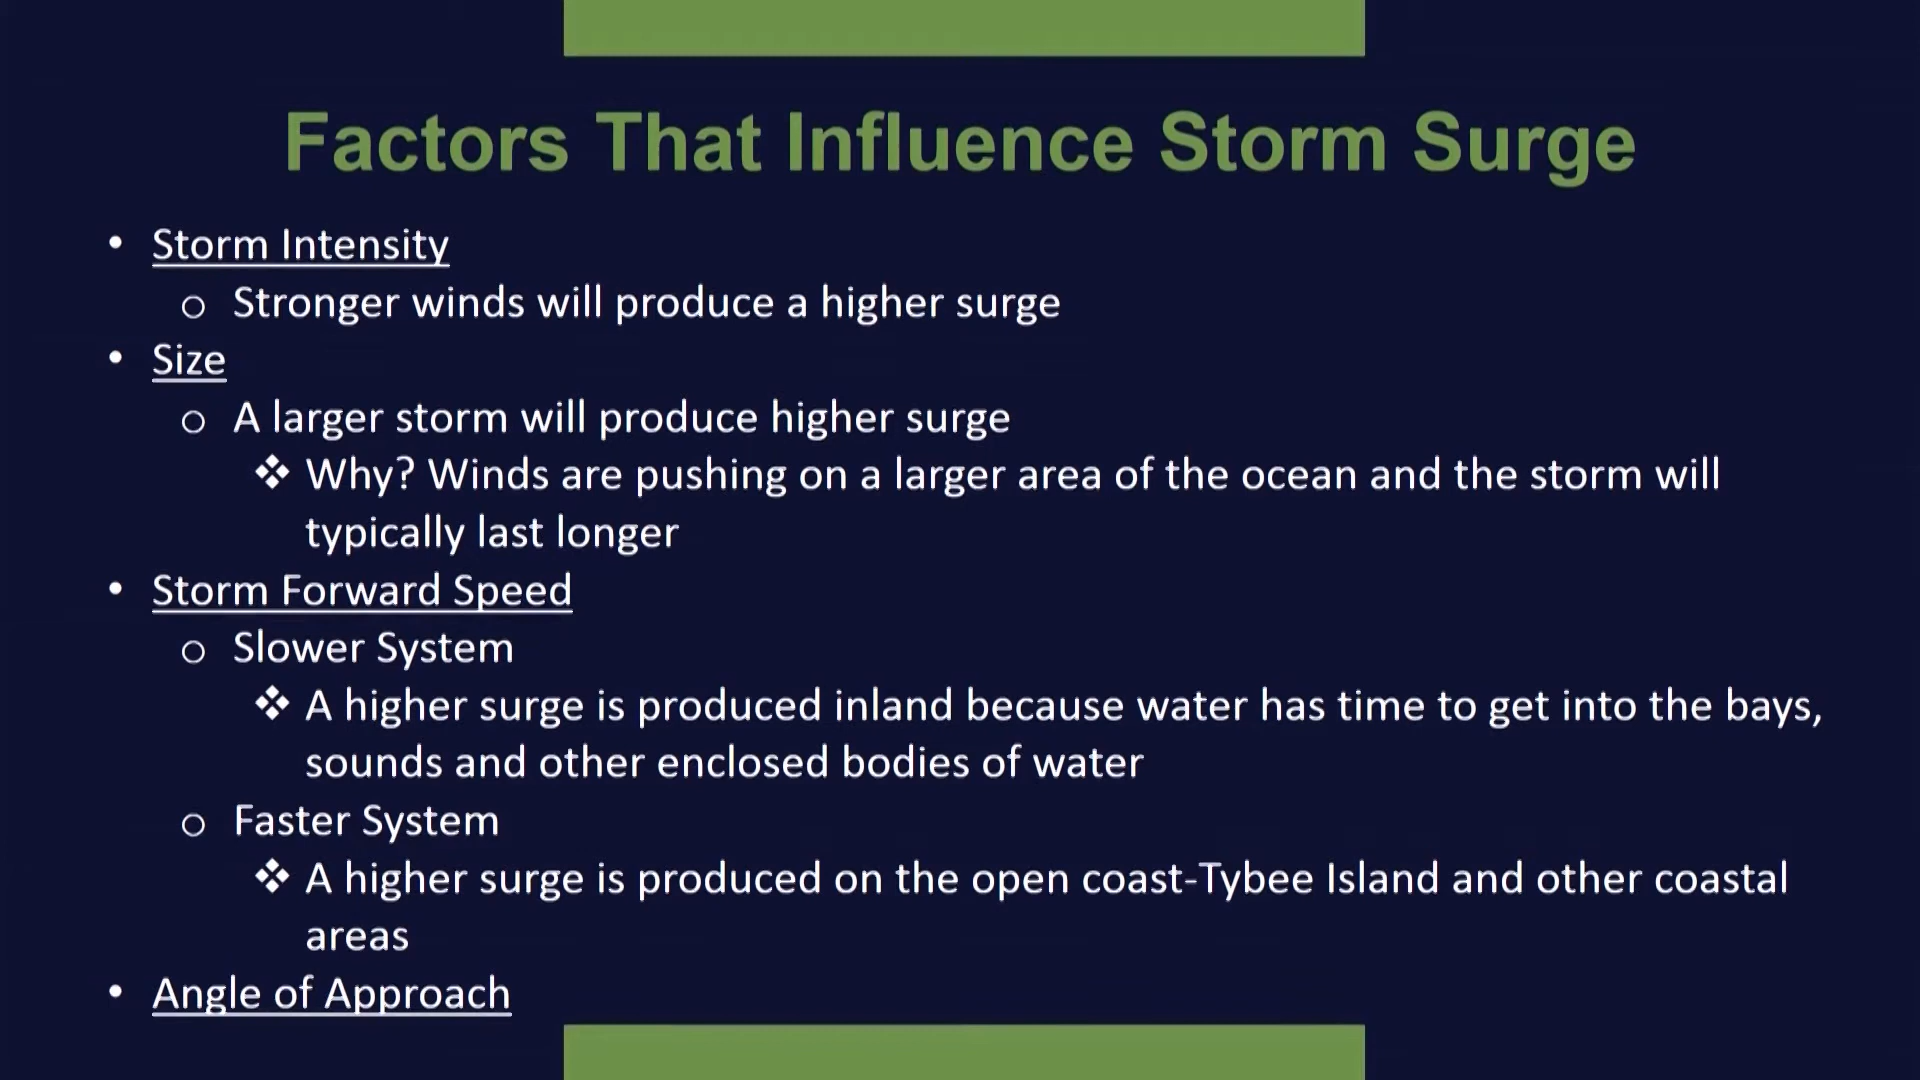 Factors That Influence Storm Surge
• Storm Intensity
o Stronger winds will produce a higher surge
• Size
o A larger storm will produce higher surge
❖ Why? Winds are pushing on a larger area of the ocean and the storm will
typically last longer
• Storm Forward Speed
o Slower System
❖ A higher surge is produced inland because water has time to get into the bays,
sounds and other enclosed bodies of water
o Faster System
❖ A higher surge is produced on the open coast-Tybee Island and other coastal
areas
• Angle of Approach